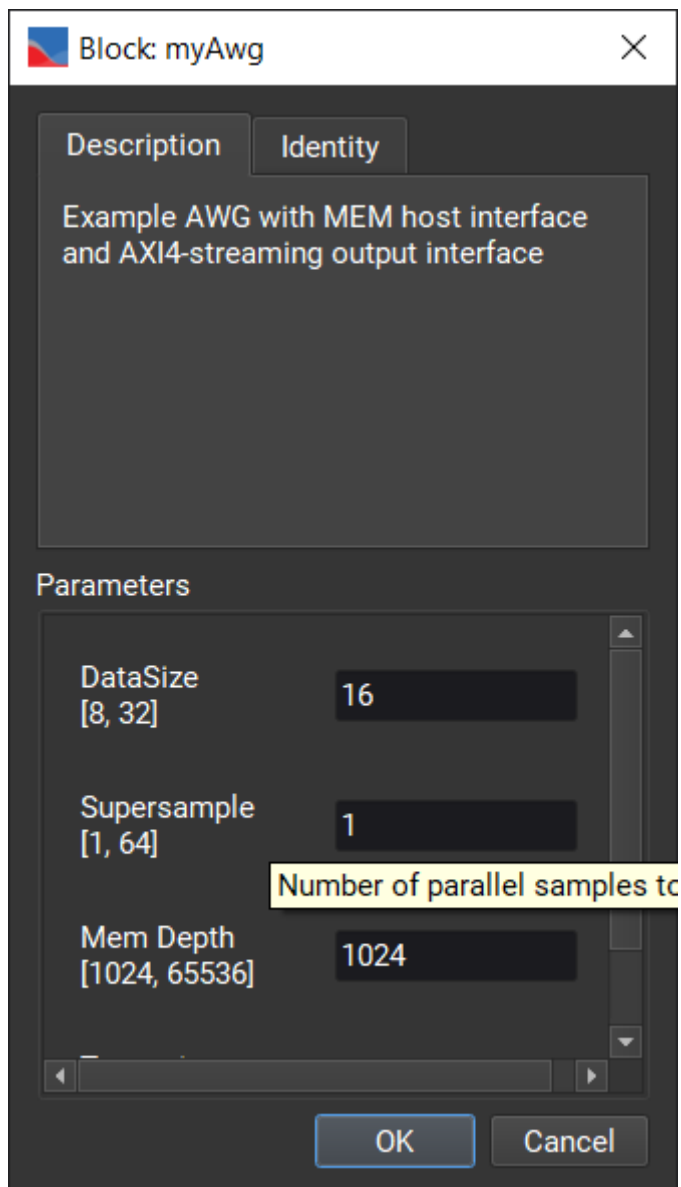 Block: myAwg
Description
Identity
Example AWG with MEM host interface
and AXI4-streaming output interface
Parameters
DataSize
[8, 32]
16
Supersample
[1, 64]
1
Number of parallel samples to
Mem Depth
[1024, 65536]
1024
OK
Cancel